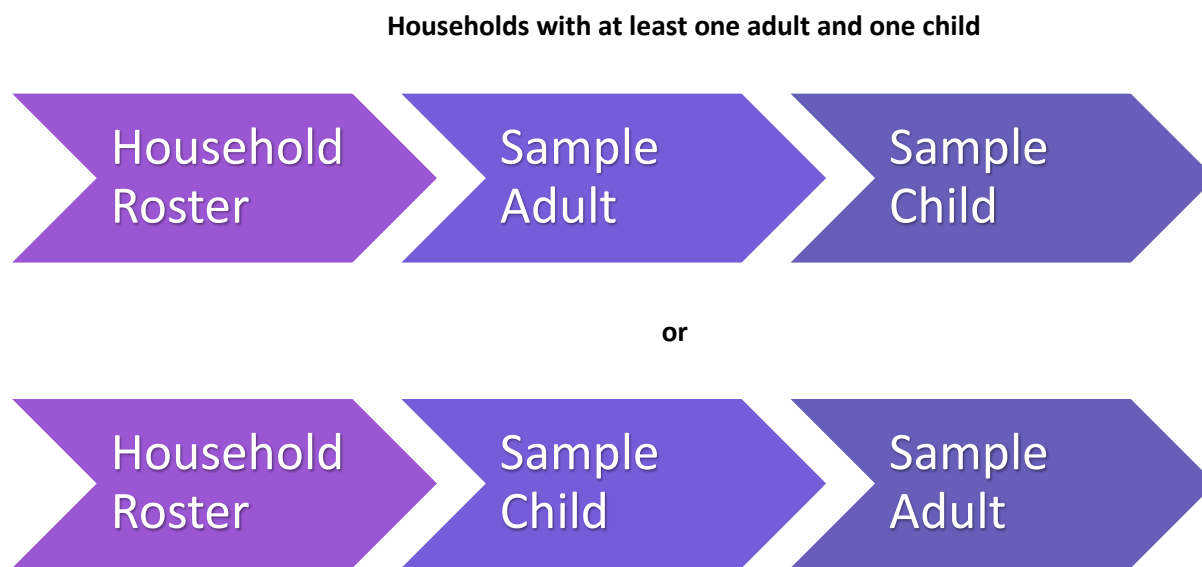 Households with at least one adult and one child
Household
Roster
Sample
Adult
Sample
Child
or
Household
Roster
Sample
Child
Sample
Adult